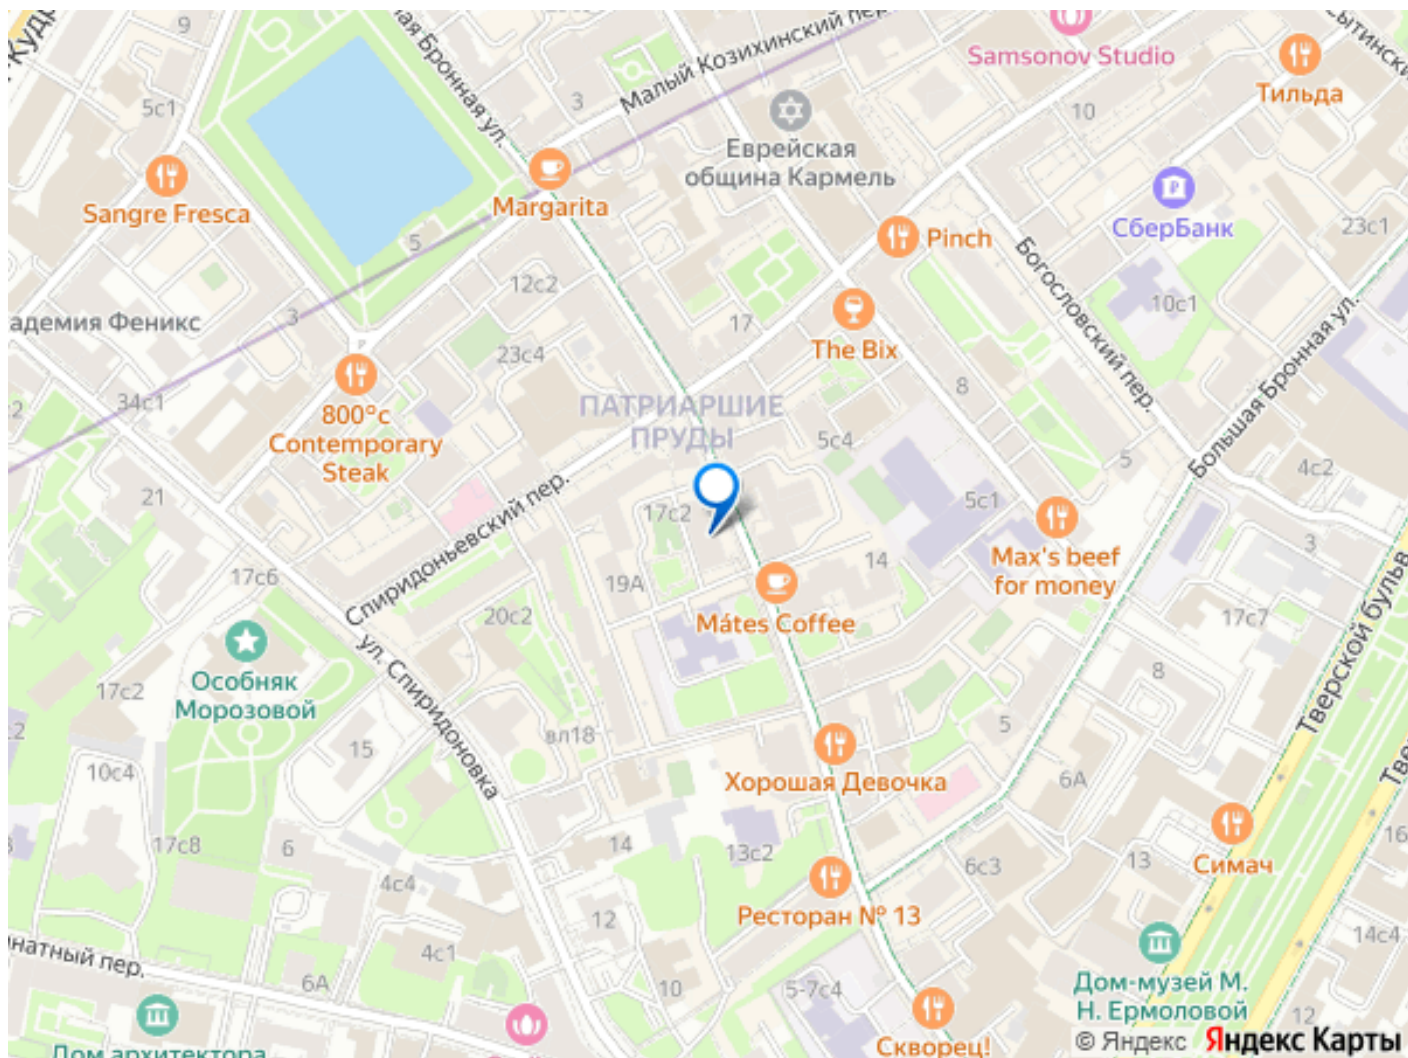 Кудр
9
ная Бронная ул.
3
Малый Козихинский пер.
Samsonov Studio
Сытинский
Тильда
10
5с1
Еврейская
община Кармель
Sangre Fresca
Margarita
5
Pinch
СберБанк
23с1
Богословский пер.
10с1
Большая Бронная ул.
12с2
адемия Феникс
3
17
The Bix
23с4
8
34с1
800°с
Contemporary
Steak
ПАТРИАРШИЕ
ПРУДЫ
5с4
5
4с2
21
Спиридоньевский пер.
17с2
5с1
Max's beef
for money
3
17с6
19А
14
Mátes Coffee
20с2
17с7
Тверской бульв
Особняк
Морозовой
17с2
ул. Спиридоновка
8
2
вл18
15
5
10с4
Хорошая Девочка
6А
Тве
17с8
6
14
13с2
6с3
13
Симач
16
4с4
Ресторан № 13
12
натный пер.
4с1
14с4
6А
10
5-7с4
Дом-музей М.
Н. Ермоловой
12
Дом архитектора
Скворец!
© Яндекс Яндекс Карты